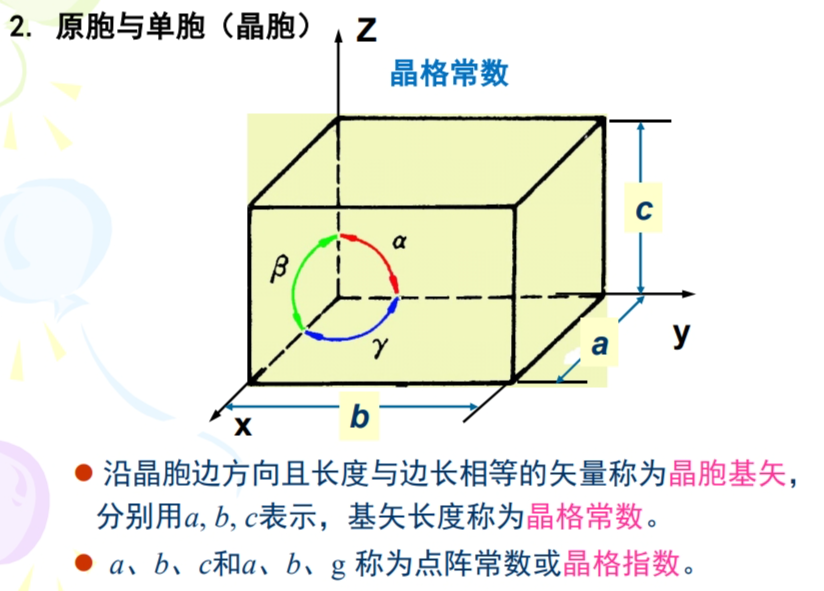 2. 原胞与单胞（晶胞）
Z
晶格常数
c
α
β
γ
a
y
b
x
沿晶胞边方向且长度与边长相等的矢量称为晶胞基矢，
分别用a, b, c表示，基矢长度称为晶格常数。
a、b、c和a、b、g 称为点阵常数或晶格指数。